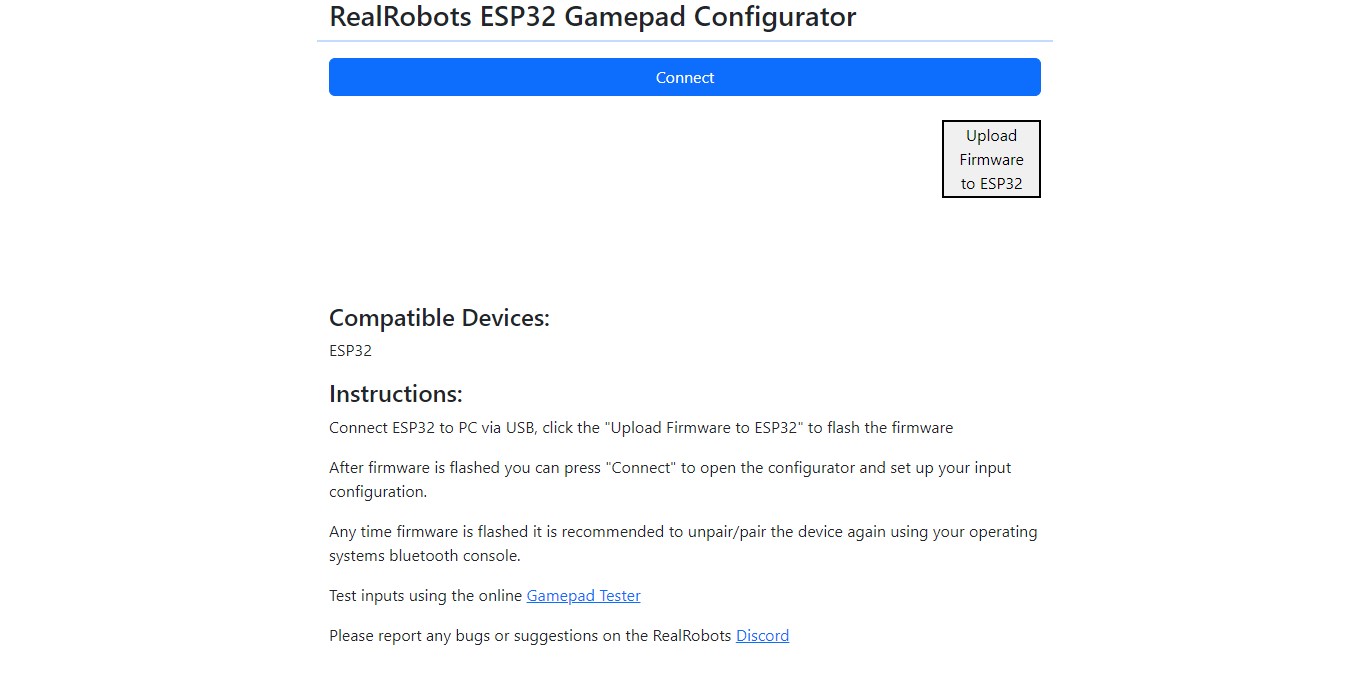 RealRobots ESP32 Gamepad Configurator
Connect
Upload
Firmware
to ESP32
Compatible Devices:
ESP32
Instructions:
Connect ESP32 to PC via USB, click the "Upload Firmware to ESP32" to flash the firmware
After firmware is flashed you can press "Connect" to open the configurator and set up your input
configuration.
Any time firmware is flashed it is recommended to unpair/pair the device again using your operating
systems bluetooth console.
Test inputs using the online Gamepad Tester
Please report any bugs or suggestions on the RealRobots Discord